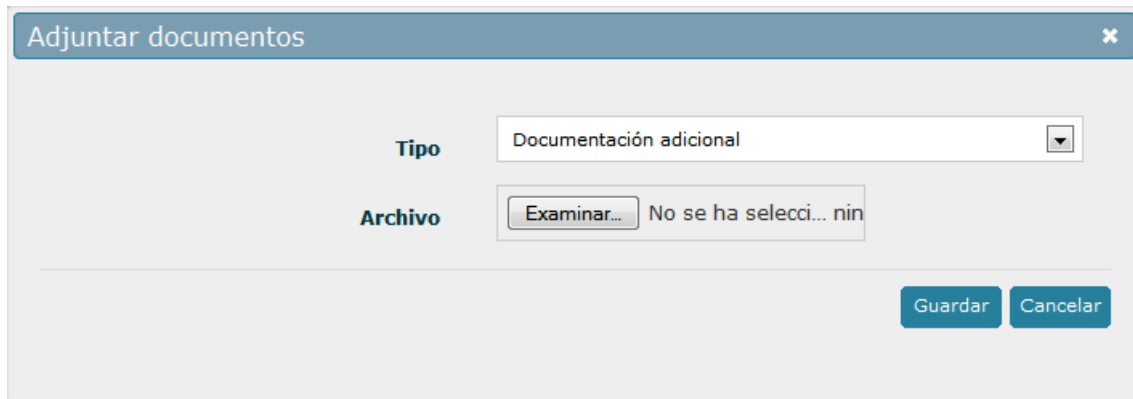 Adjuntar documentos
Tipo
Documentación adicional
Archivo
Examinar... No se ha selecci... nin
Guardar Cancelar